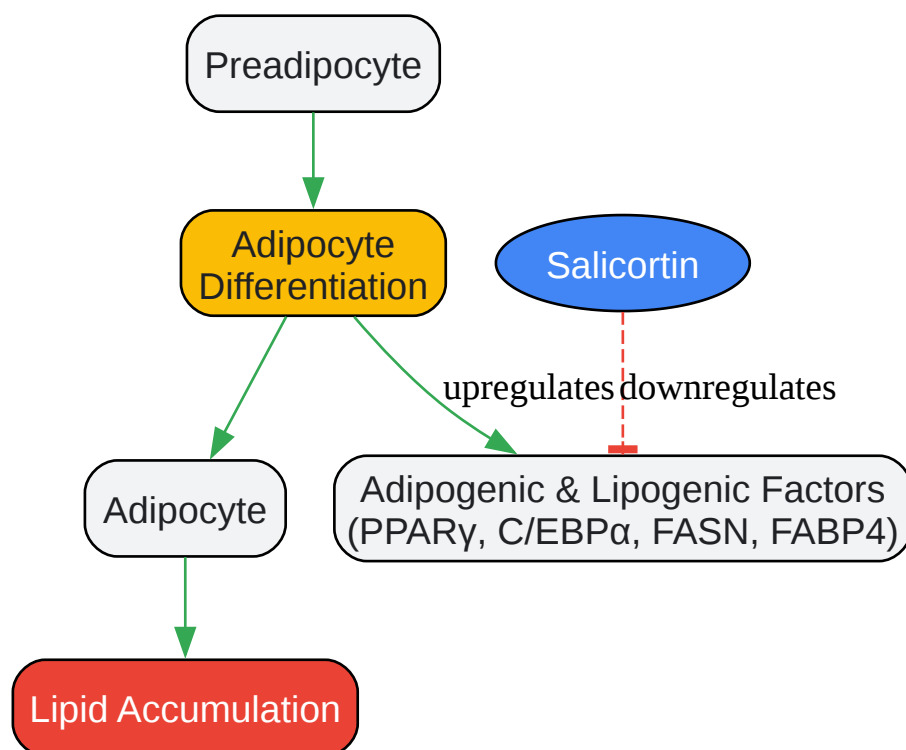 Preadipocyte
Adipocyte
Differentiation
Salicortin
upregulates
downregulates
Adipocyte
Adipogenic & Lipogenic Factors
(PPARγ, C/EBPα, FASN, FABP4)
Lipid Accumulation